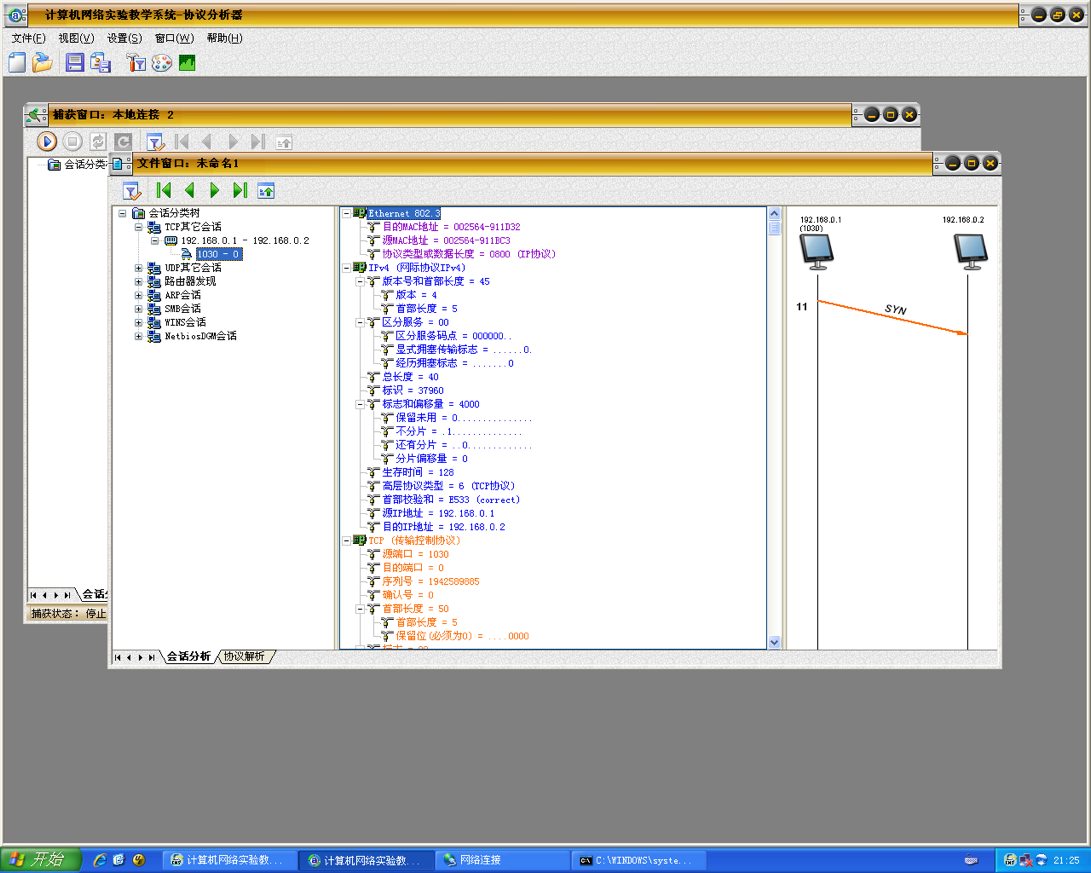 计算机网络实验教学系统-协议分析器
文件(F) 视图(V) 设置(S) 窗口(W) 帮助(H)
捕获窗口: 本地连接 2
会话分类
文件窗口: 未命名1
会话分类树
TCP其它会话
192.168.0.1 - 192.168.0.2
1030 - 0
UDP其它会话
路由器发现
ARP会话
SMB会话
WINS会话
NetbiosDGM会话
Ethernet 802.3
目的MAC地址 = 002564-911D32
源MAC地址 = 002564-911BC3
协议类型或数据长度 = 0800 (IP协议)
IPv4 (网际协议IPv4)
版本号和首部长度 = 45
版本 = 4
首部长度 = 5
区分服务 = 00
区分服务码点 = 000000..
显式拥塞传输标志 = ......0.
经历拥塞标志 = .......0
总长度 = 40
标识 = 37960
标志和偏移量 = 4000
保留未用 = 0...............
不分片 = .1..............
还有分片 = ..0.............
分片偏移量 = 0
生存时间 = 128
高层协议类型 = 6 (TCP协议)
首部校验和 = E533 (correct)
源IP地址 = 192.168.0.1
目的IP地址 = 192.168.0.2
TCP (传输控制协议)
源端口 = 1030
目的端口 = 0
序列号 = 1942589885
确认号 = 0
首部长度 = 50
首部长度 = 5
保留位(必须为0) = ....0000
192.168.0.1
(1030)
192.168.0.2
11
SYN
会话分析 协议解析
会话
捕获状态: 停止
开始
计算机网络实验教...
计算机网络实验教...
网络连接
C:\WINDOWS\syste...
21:25